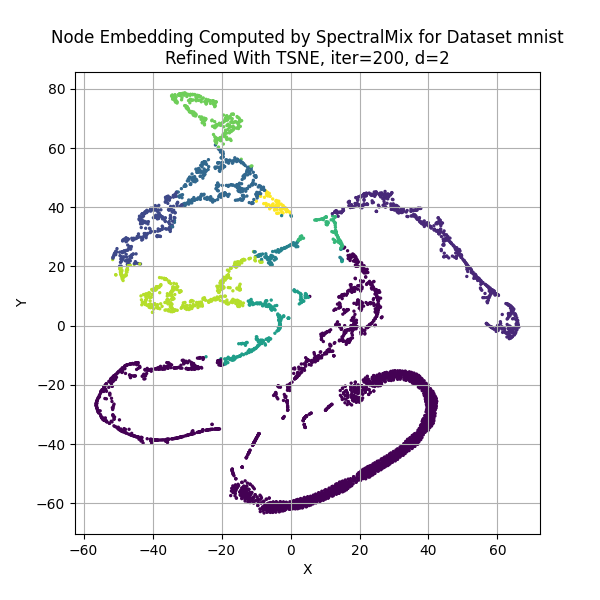 Node Embedding Computed by SpectralMix for Dataset mnist
Refined With TSNE, iter=200, d=2
80
60
40
20
0
−20
−40
−60
Y
−60 −40 −20 0 20 40 60
X